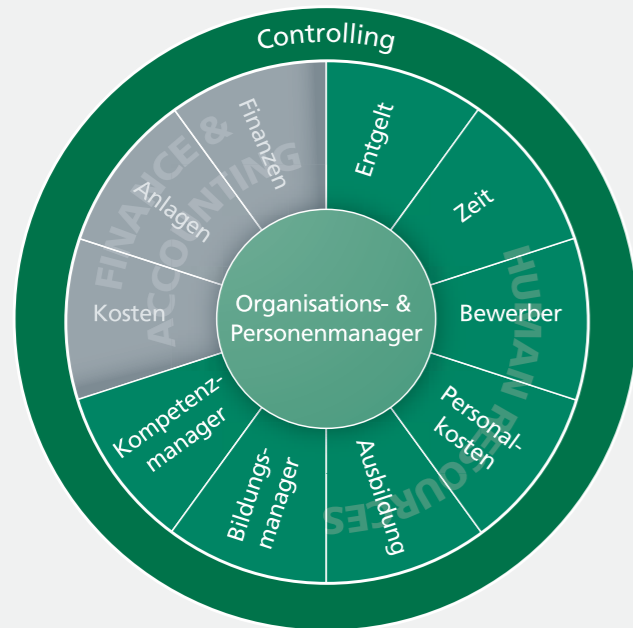 Controlling
Entgelt
Zeit
Bewerber
Personal-
kosten
Ausbildung
Bildungs-
manager
Kompetenz-
manager
Kosten
Anlagen
Finanzen
FINANCE &
ACCOUNTING
HUMAN RESOURCES
Organisations- &
Personenmanager